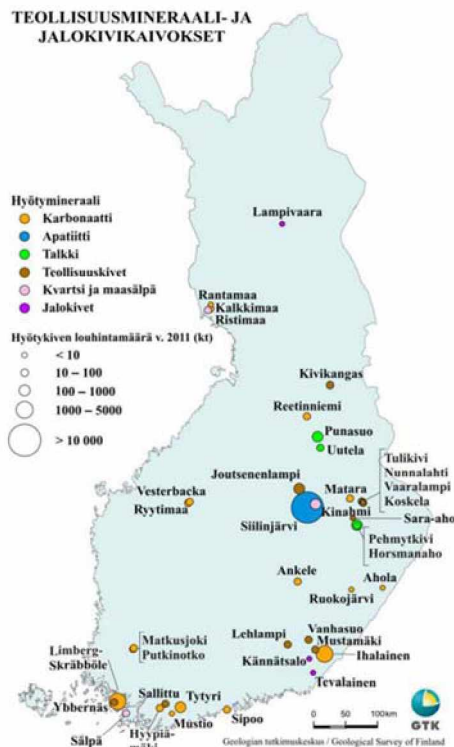 TEOLLISUUSMINERAALI- JA
JALOKIVIKAIVOKSET
Hyötymineraali
Karbonaatti
Apatiitti
Talkki
Teollisuuskivet
Kvartsi ja maasälpä
Jalokivet
Hyötykiven louhintamäärä v. 2011 (kt)
< 10
10 – 100
100 – 1000
1000 – 5000
> 10 000
Lampivaara
Rantamaa
Kalkkimaa
Ristimaa
Kivikangas
Reetinniemi
Punasuo
Uutela
Tulikivi
Nunnalahti
Vaaralampi
Koskela
Joutsenenlampi
Matara
Vesterbacka
Ryytimaa
Kinahmi
Sara-aho
Siilinjärvi
Pehmytkivi
Horsmanaho
Ankele
Ahola
Ruokojärvi
Matkusjoki
Putkinotko
Lehlampi
Vanhasuo
Mustamäki
Ihalainen
Limberg-
Skräbböle
Kännätsalo
Tevalainen
Ybbernäs
Sallittu
Tytyri
Sälpä
Hyypiä-
mäki
Mustio
Sipoo
0
50
100km
GTK
Geologian tutkimuskeskus / Geological Survey of Finland